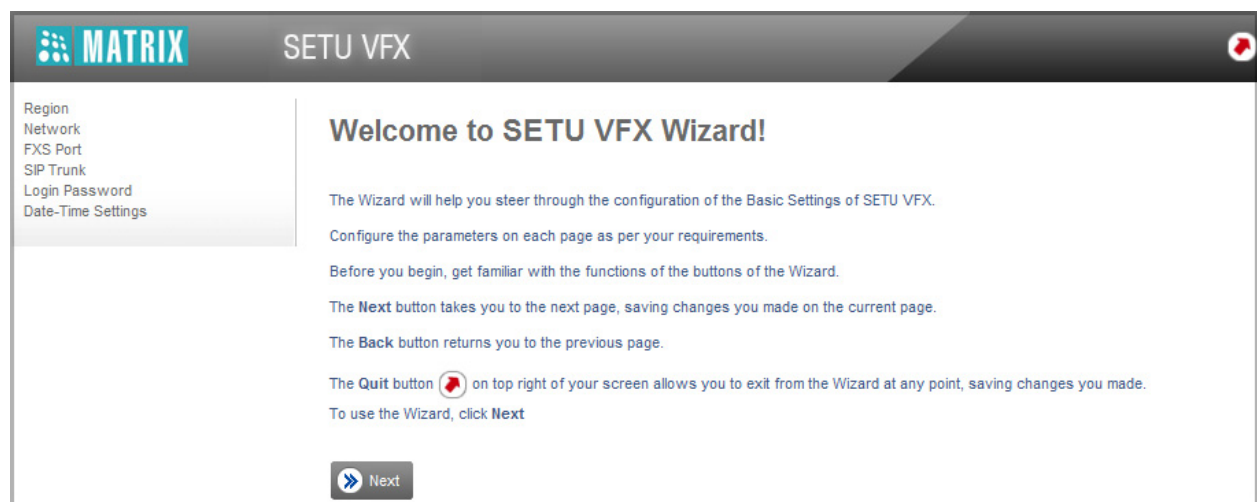 MATRIX SETU VFX
Region
Network
FXS Port
SIP Trunk
Login Password
Date-Time Settings
Welcome to SETU VFX Wizard!
The Wizard will help you steer through the configuration of the Basic Settings of SETU VFX.
Configure the parameters on each page as per your requirements.
Before you begin, get familiar with the functions of the buttons of the Wizard.
The Next button takes you to the next page, saving changes you made on the current page.
The Back button returns you to the previous page.
The Quit button on top right of your screen allows you to exit from the Wizard at any point, saving changes you made.
To use the Wizard, click Next
Next